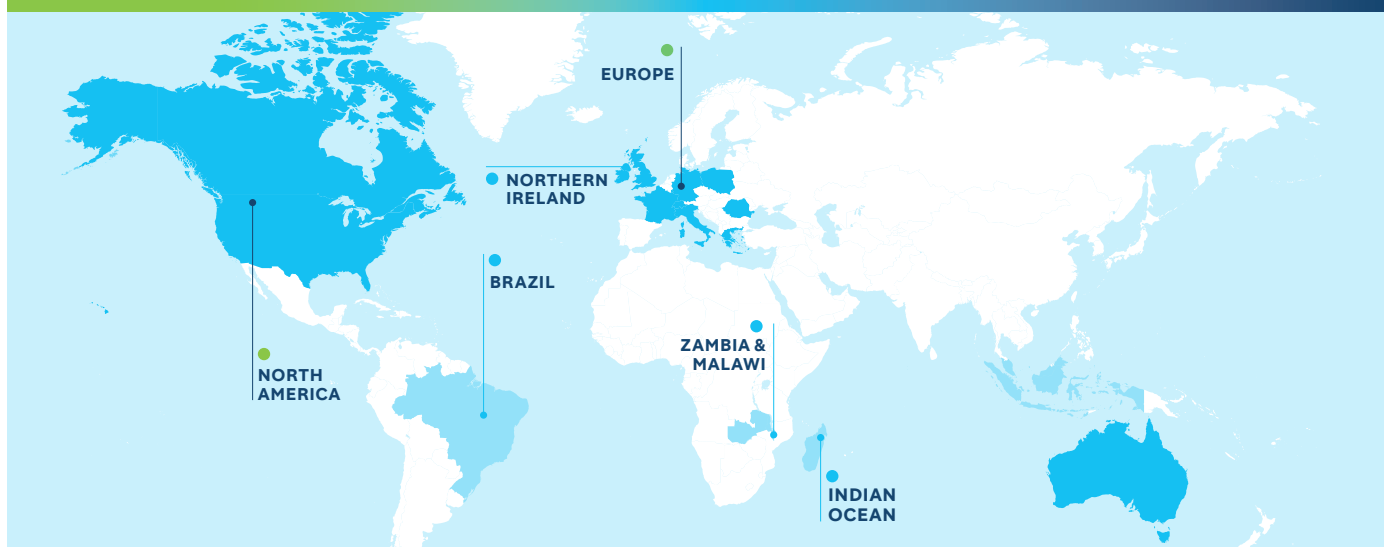 EUROPE
NORTHERN
IRELAND
BRAZIL
ZAMBIA &
MALAWI
NORTH
AMERICA
INDIAN
OCEAN